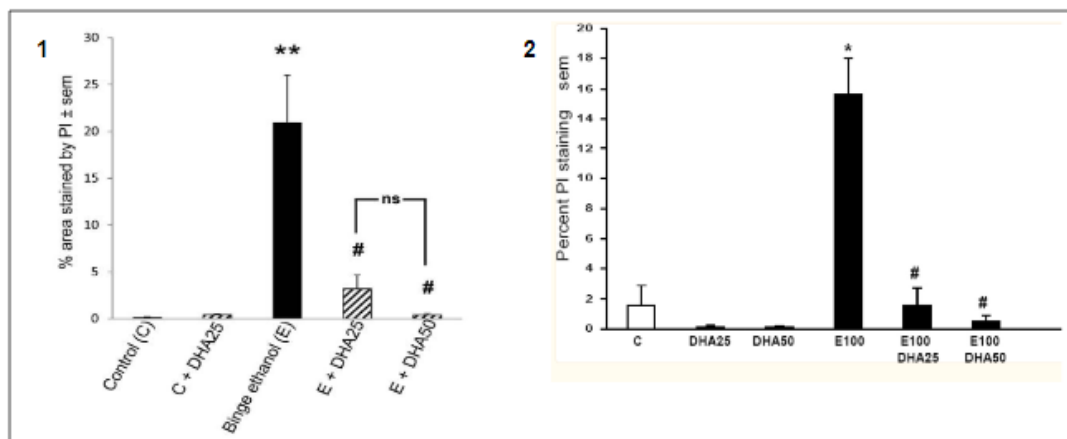 1
% area stained by PI ± sem
30
25
20
15
10
5
0
**
ns
#
#
Control (C)
C + DHA25
Binge ethanol (E)
E + DHA25
E + DHA50
2
Percent PI staining sem
20
18
16
14
12
10
8
6
4
2
0
*
#
#
C
DHA25
DHA50
E100
E100
DHA25
E100
DHA50